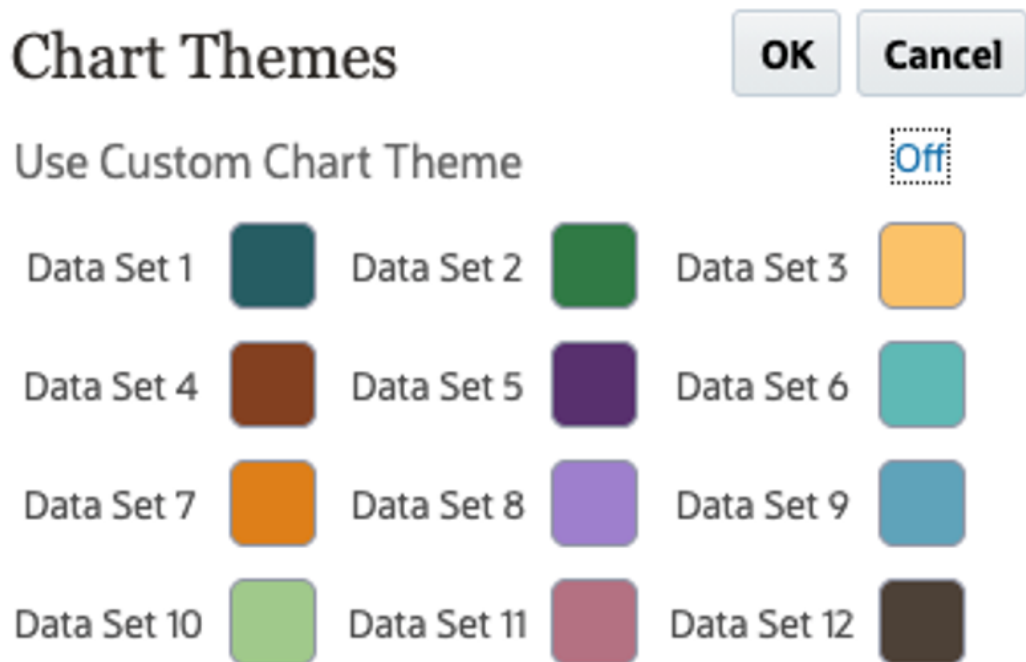 Chart Themes OK Cancel
Use Custom Chart Theme Off
Data Set 1 Data Set 2 Data Set 3
Data Set 4 Data Set 5 Data Set 6
Data Set 7 Data Set 8 Data Set 9
Data Set 10 Data Set 11 Data Set 12